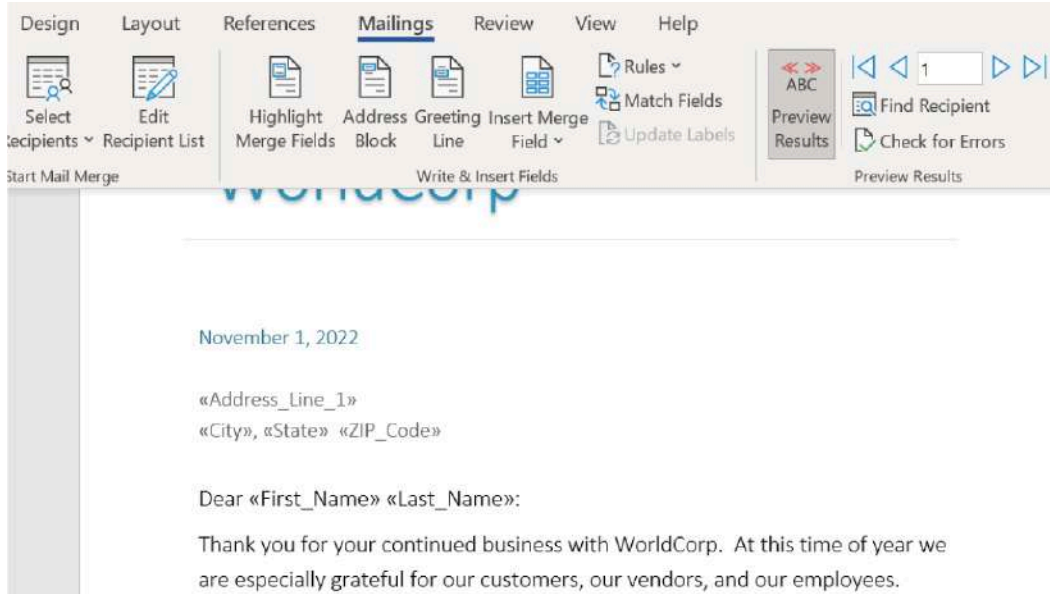 Design Layout References Mailings Review View Help
Select Recipients
Edit Recipient List
Highlight Merge Fields
Address Block
Greeting Line
Insert Merge Field
Rules
Match Fields
Update Labels
ABC
Preview Results
1
Find Recipient
Check for Errors
Start Mail Merge
Write & Insert Fields
Preview Results
WorldCorp
November 1, 2022
«Address_Line_1»
«City», «State» «ZIP_Code»
Dear «First_Name» «Last_Name»:
Thank you for your continued business with WorldCorp. At this time of year we
are especially grateful for our customers, our vendors, and our employees.